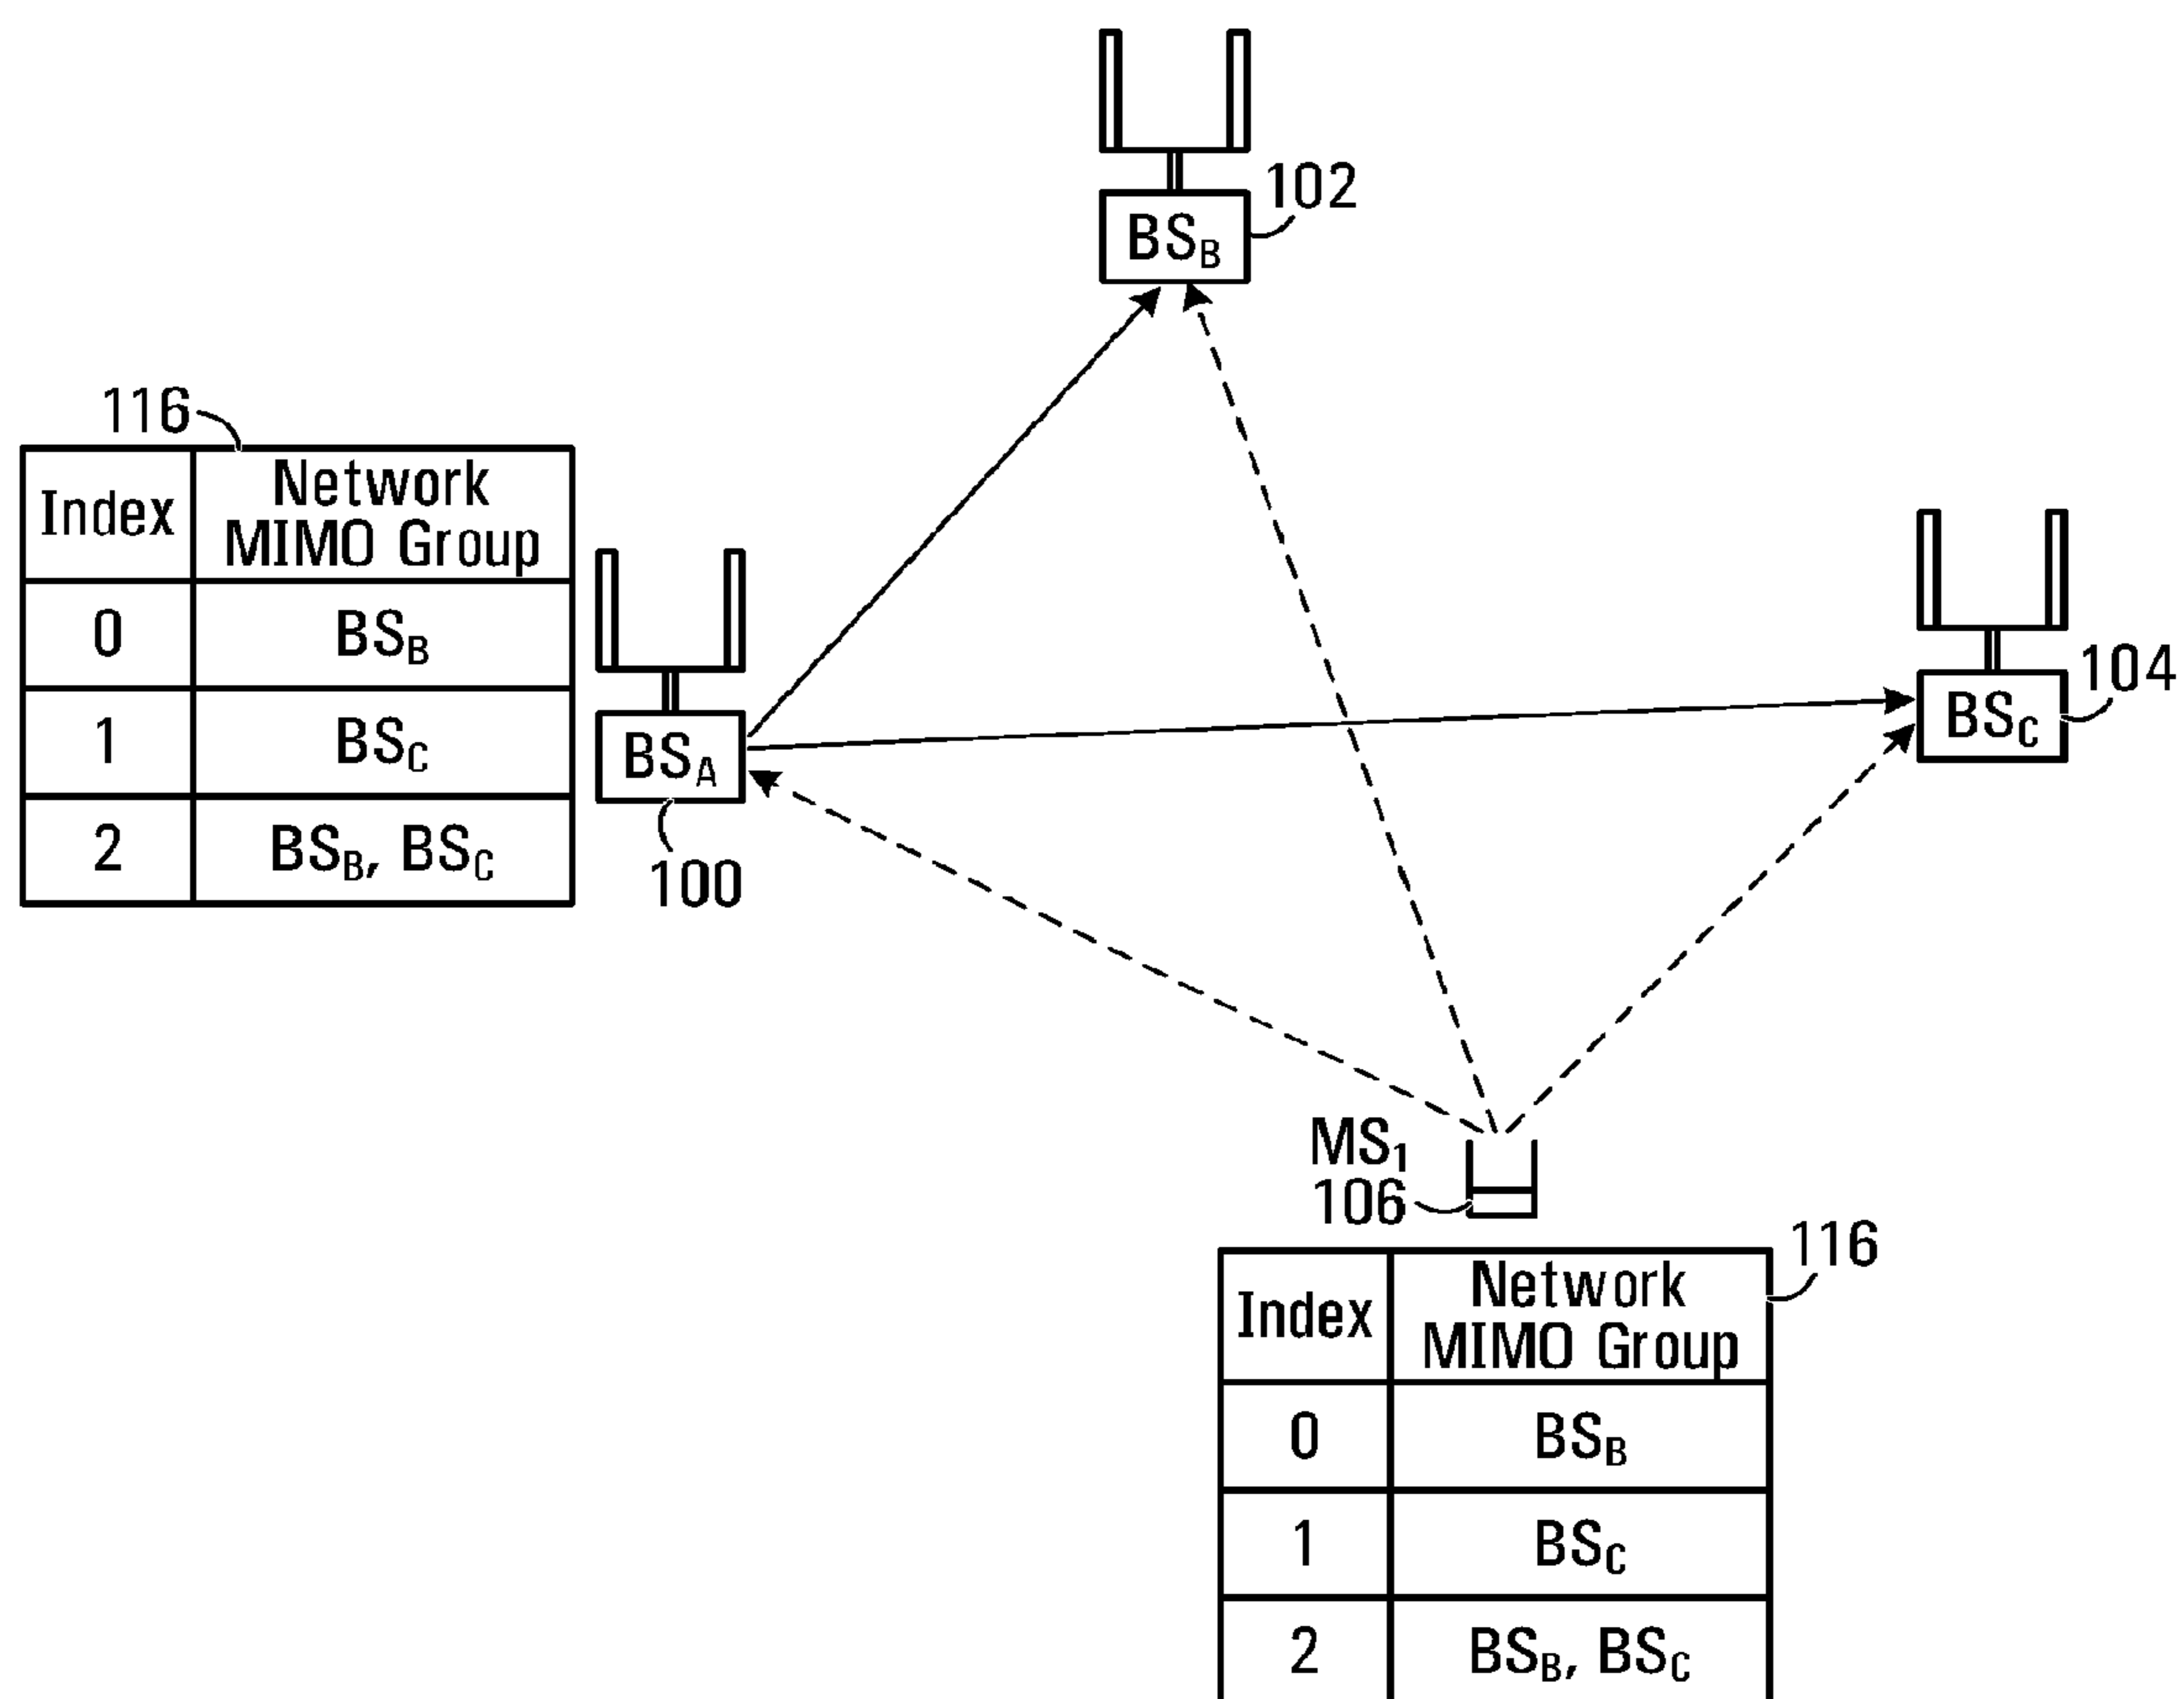 102
BSB
116
Index
Network
MIMO Group
0
BSB
1
BSC
2
BSB, BSC
BSA
100
104
BSC
MS1
106
116
Index
Network
MIMO Group
0
BSB
1
BSC
2
BSB, BSC